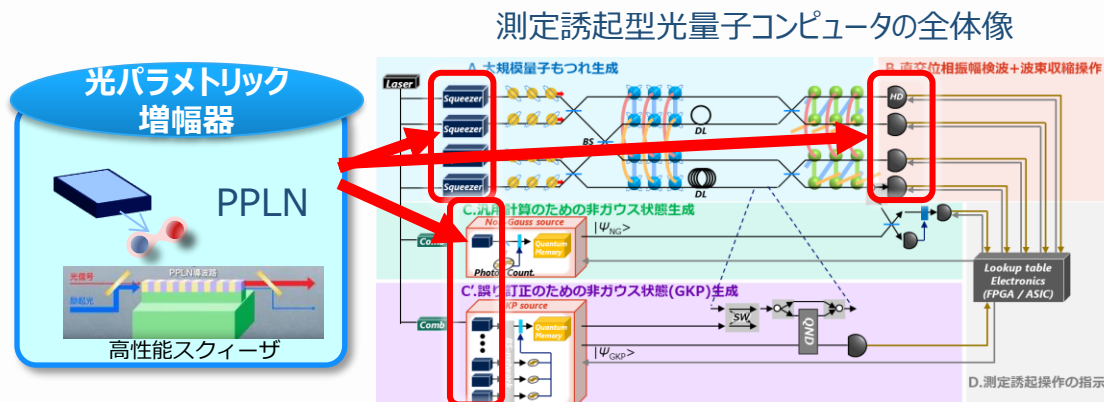 測定誘起型光量子コンピュータの全体像
光パラメトリック
増幅器
PPLN
PPLN導波路
光信号
励起光
高性能スクィーザ
A.大規模量子もつれ生成
B.直交位相振幅検波+波束収縮操作
Laser
Squeezer
Squeezer
Squeezer
BS
DL
DL
HD
C.汎用計算のための非ガウス状態生成
Non-Gauss source
Quantum
Memory
Photon Count.
|ΨNG>
Lookup table
Electronics
(FPGA / ASIC)
C'.誤り訂正のための非ガウス状態(GKP)生成
Comb
Quantum
Memory
SW
QND
|ΨGKP>
D.測定誘起操作の指示